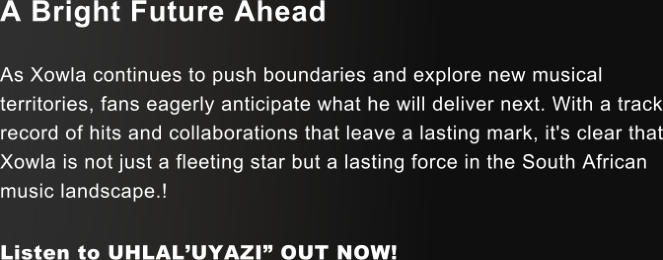 A Bright Future Ahead
As Xowla continues to push boundaries and explore new musical
territories, fans eagerly anticipate what he will deliver next. With a track
record of hits and collaborations that leave a lasting mark, it's clear that
Xowla is not just a fleeting star but a lasting force in the South African
music landscape.!
Listen to UHLAL’UYAZI” OUT NOW!